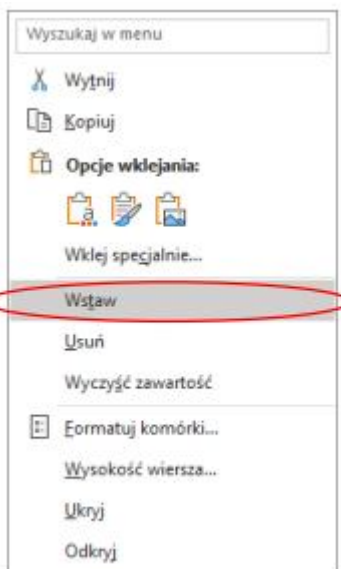 Wyszukaj w menu
Wytnij
Kopiuj
Opcje wklejania:
Wklej specjalnie...
Wstaw
Usuń
Wyczyść zawartość
Formatuj komórki...
Wysokość wiersza...
Ukryj
Odkryj